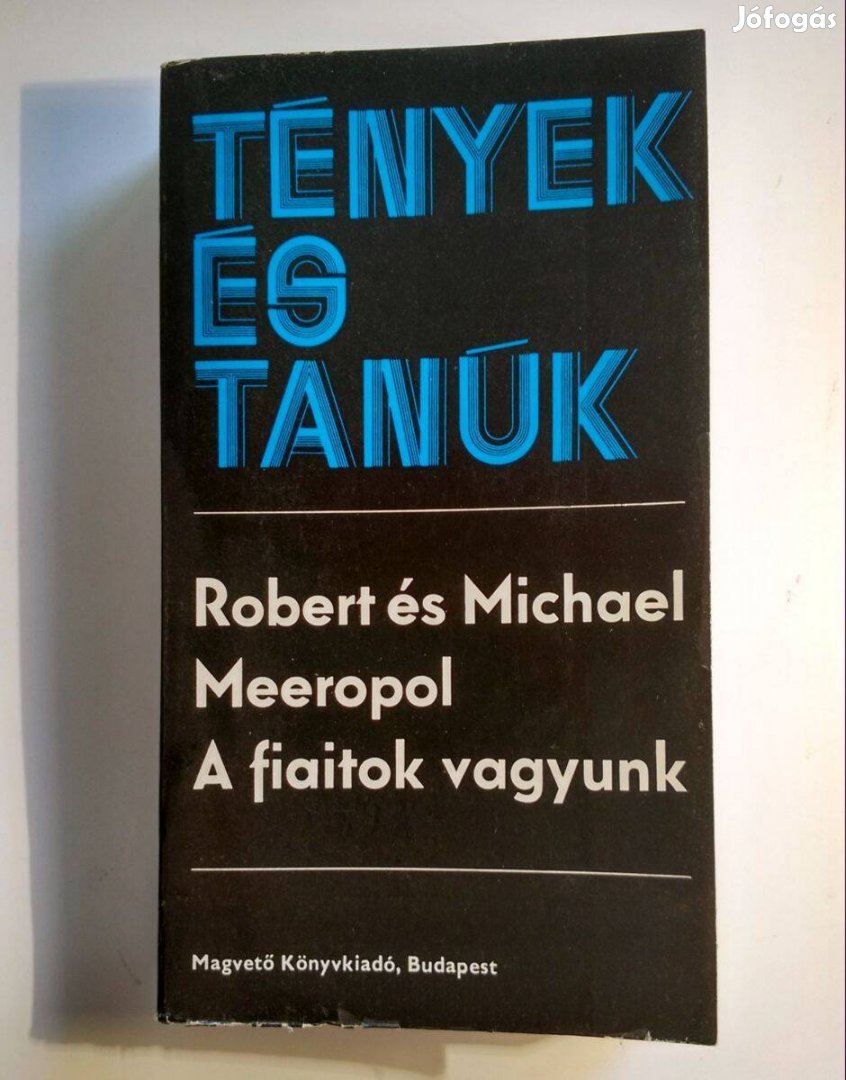 Jófogás
TÉNYEK
ÉS
TANÚK
Robert és Michael
Meeropol
A fiaitok vagyunk
Magvető Könyvkiadó, Budapest